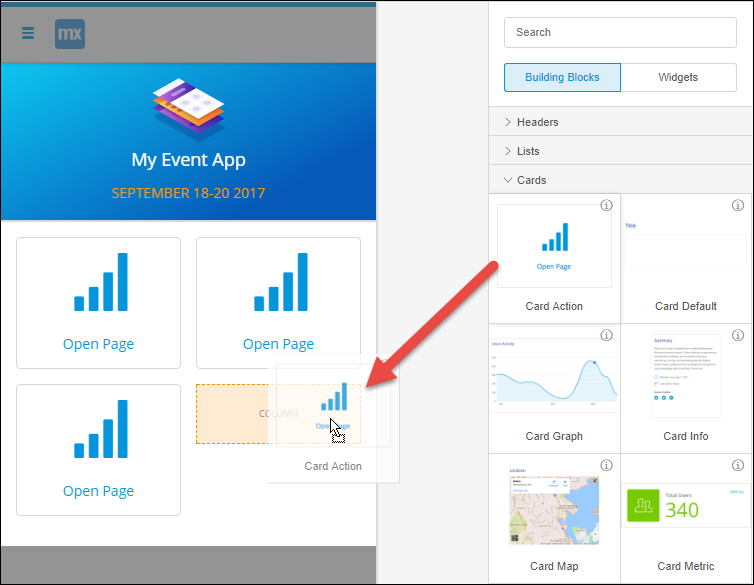 mx
My Event App
SEPTEMBER 18-20 2017
Open Page
Open Page
Open Page
COLUMN
Open Page
Card Action
Search
Building Blocks
Widgets
Headers
Lists
Cards
Open Page
Card Action
Title
Card Default
Users Activity
Card Graph
Summary
Card Info
Location
Card Map
Total Users
VIEW ALL
340
Card Metric